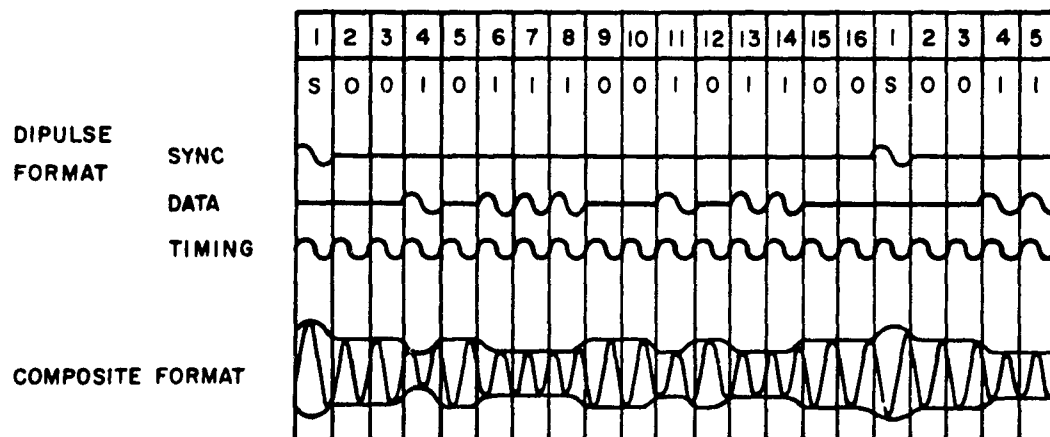 1 2 3 4 5 6 7 8 9 10 11 12 13 14 15 16 1 2 3 4 5
S 0 0 1 0 1 1 1 0 0 1 0 1 1 0 0 S 0 0 1 1
DIPULSE
FORMAT
SYNC
DATA
TIMING
COMPOSITE FORMAT